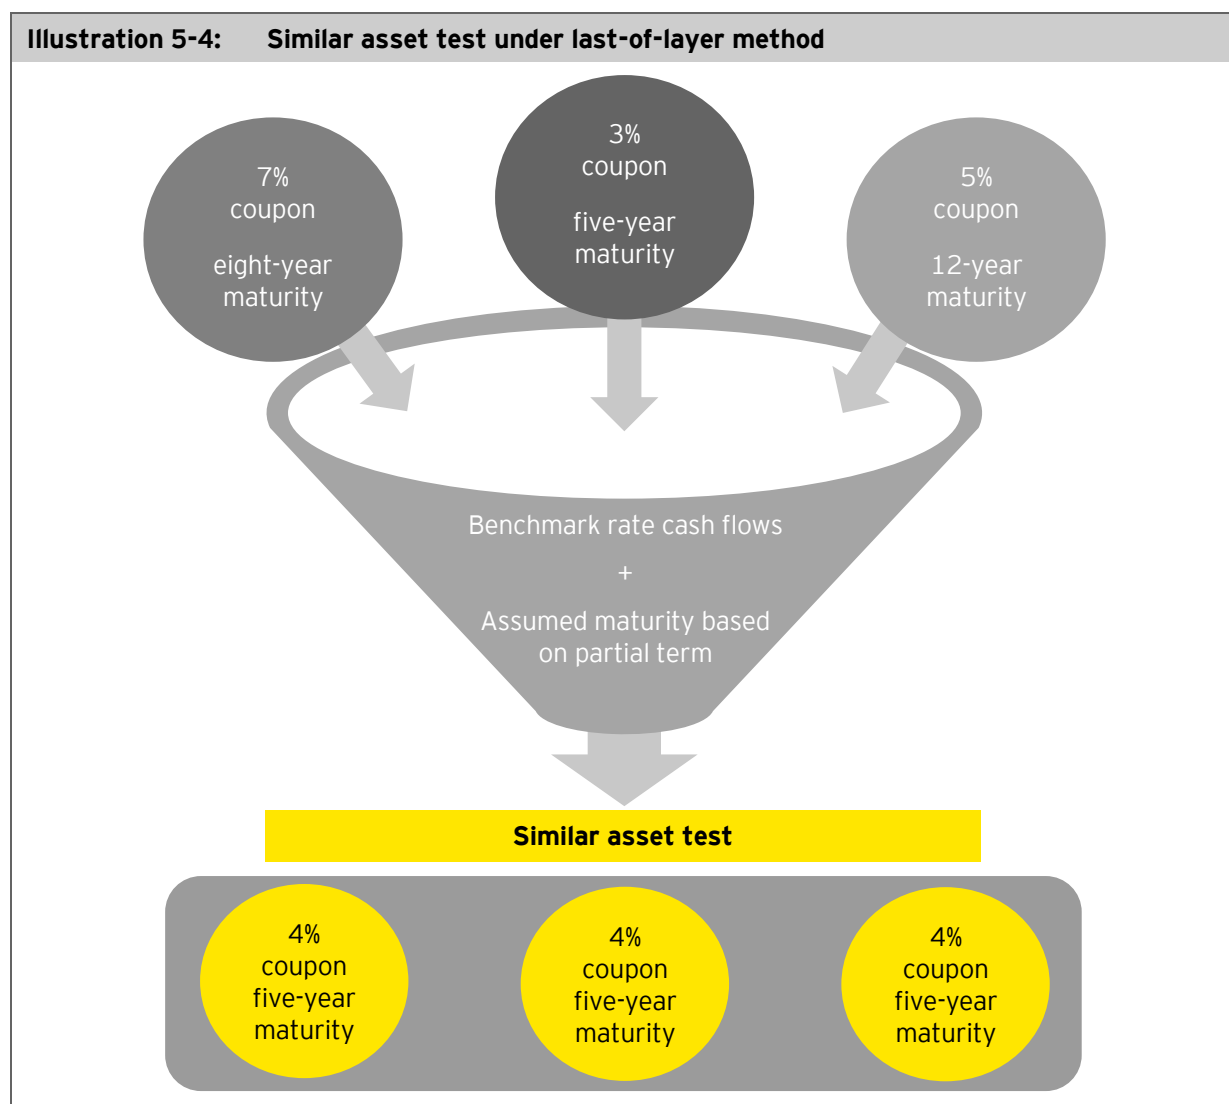 Illustration 5-4: Similar asset test under last-of-layer method
7%
coupon
eight-year
maturity
3%
coupon
five-year
maturity
5%
coupon
12-year
maturity
Benchmark rate cash flows
+
Assumed maturity based
on partial term
Similar asset test
4%
coupon
five-year
maturity
4%
coupon
five-year
maturity
4%
coupon
five-year
maturity